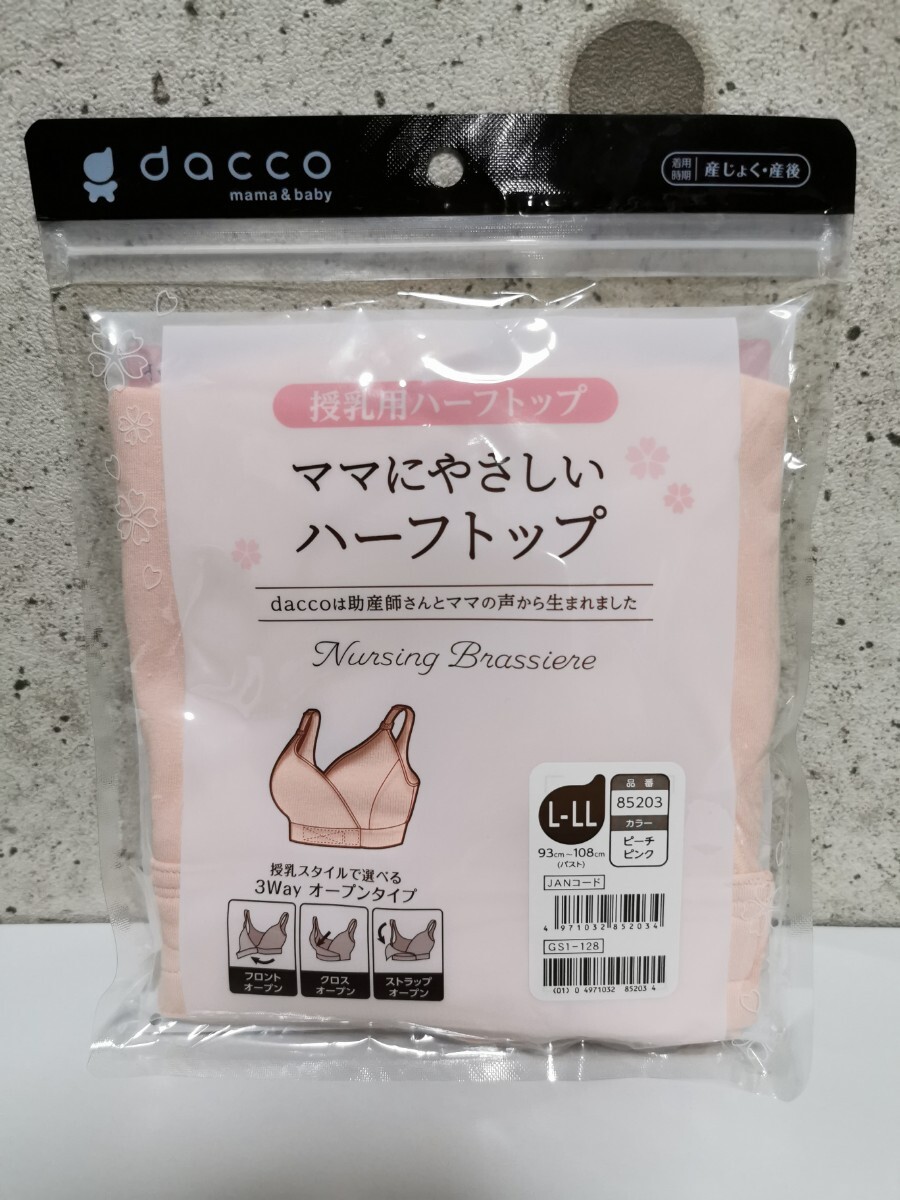 dacco
mama & baby
着用時期 産じょく・産後
授乳用ハーフトップ
ママにやさしい
ハーフトップ
daccoは助産師さんとママの声から生まれました
Nursing Brassiere
授乳スタイルで選べる
3Way オープンタイプ
フロント
オープン
クロス
オープン
ストラップ
オープン
L-LL
93cm~108cm
(バスト)
品番
85203
カラー
ピーチ
ピンク
JANコード
4 971032 852034
GS1-128
(01) 0 4971032 85203 4